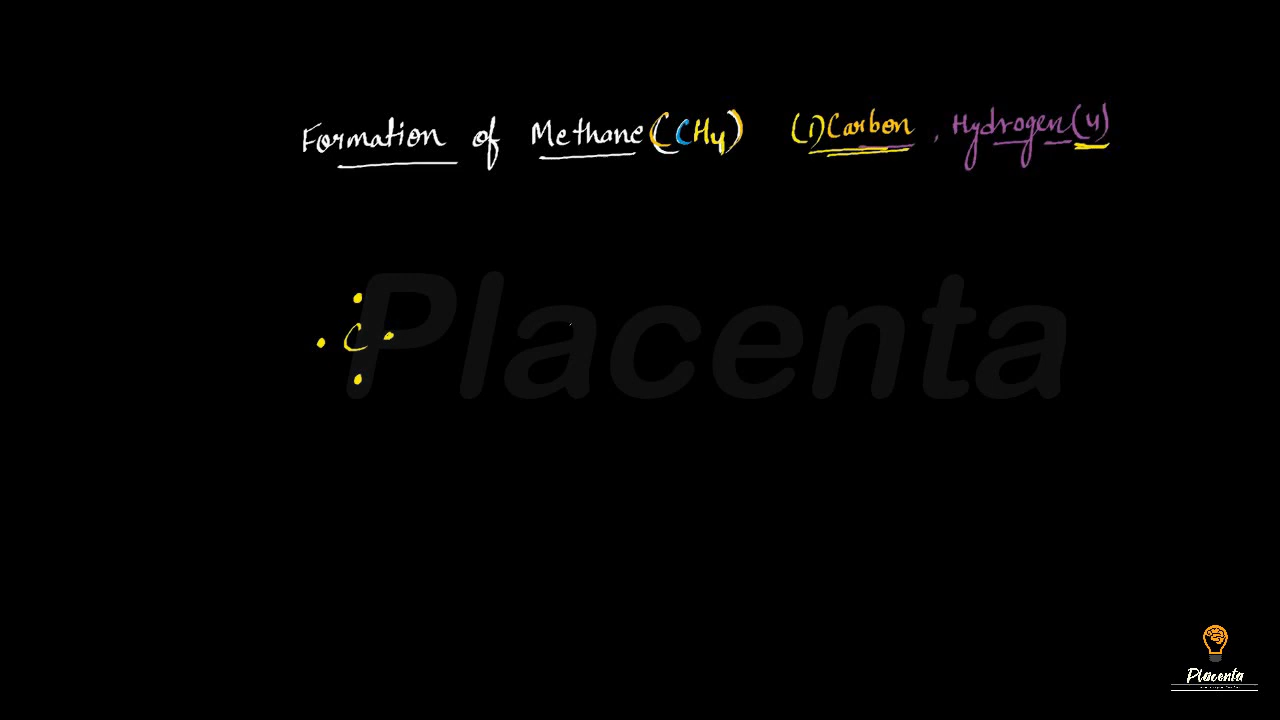 Formation of Methane (CH4) (1)Carbon, Hydrogen(4)
Placenta
C
Placenta